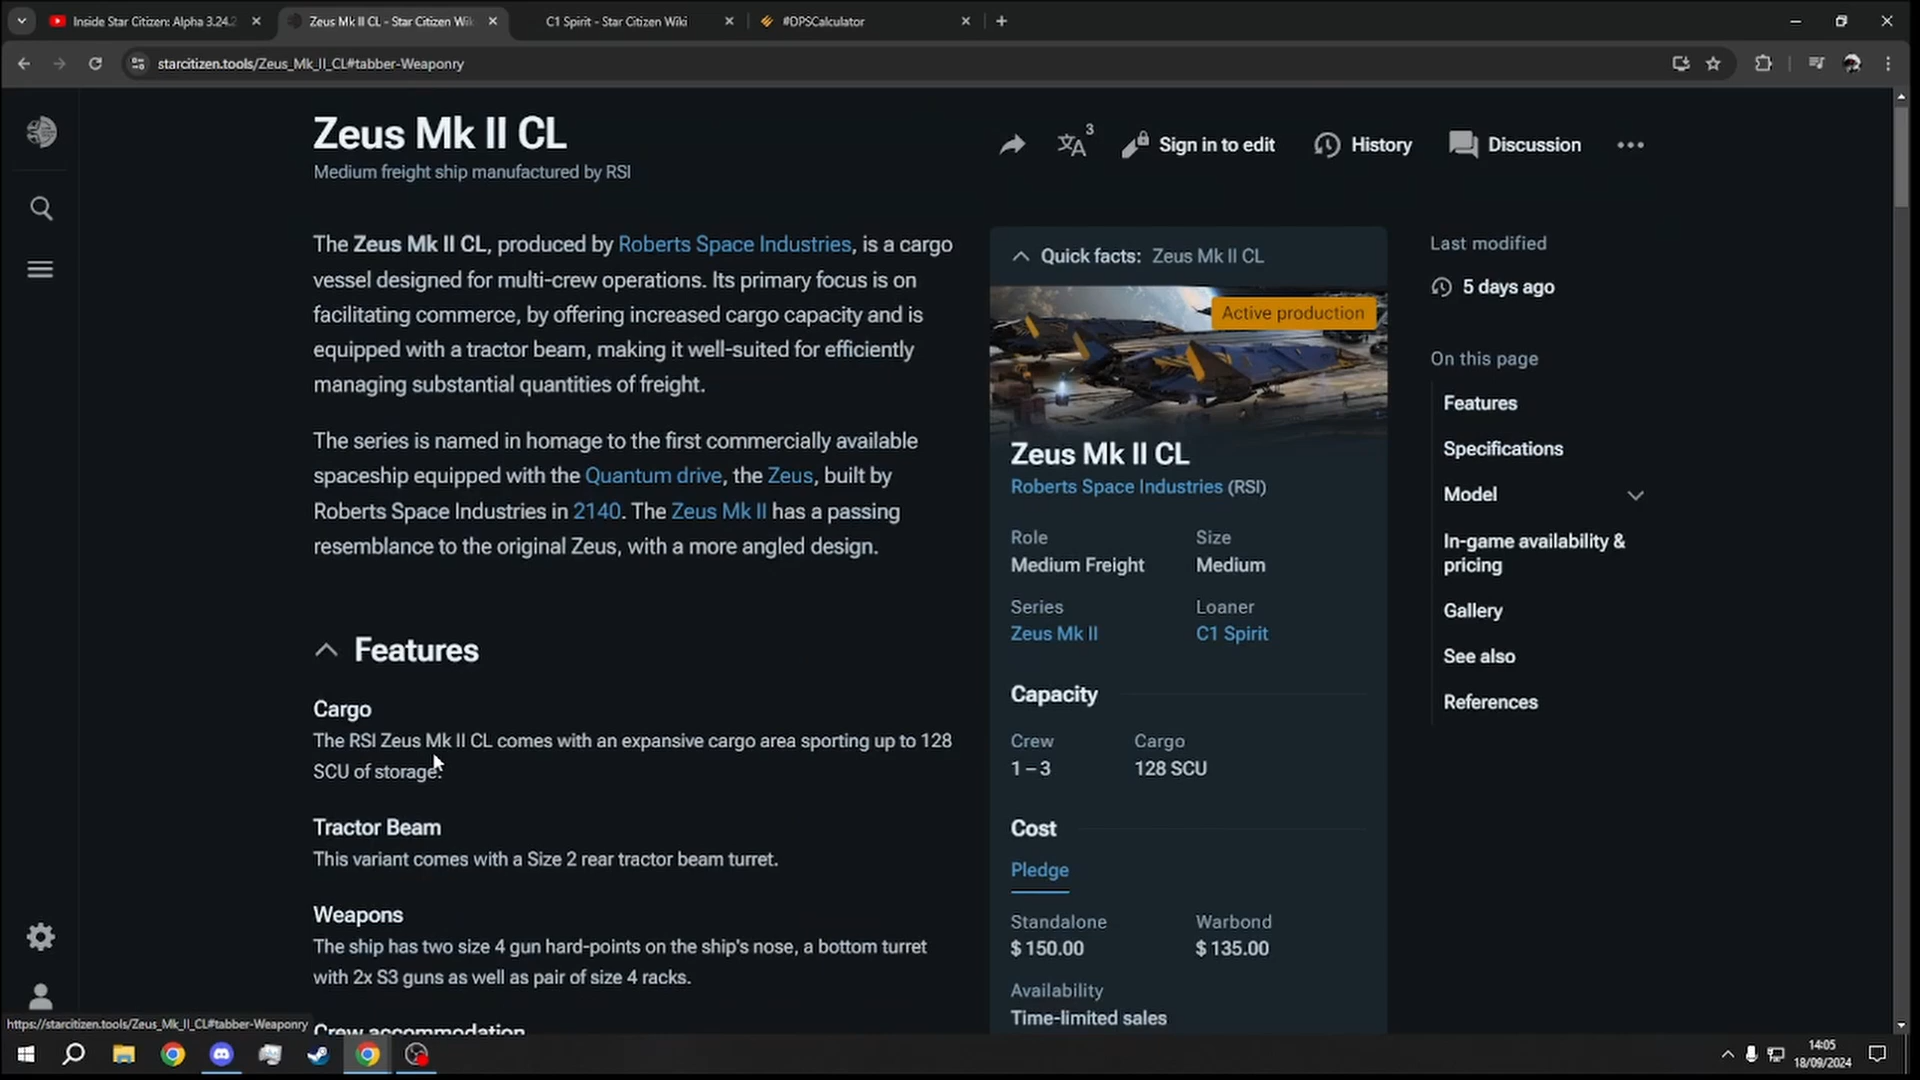 Inside Star Citizen: Alpha 3.24.2
Zeus Mk II CL - Star Citizen Wiki
C1 Spirit - Star Citizen Wiki
#DPSCalculator
starcitizen.tools/Zeus_Mk_II_CL#tabber-Weaponry
Zeus Mk II CL
Medium freight ship manufactured by RSI
3
Sign in to edit
History
Discussion
The Zeus Mk II CL, produced by Roberts Space Industries, is a cargo
vessel designed for multi-crew operations. Its primary focus is on
facilitating commerce, by offering increased cargo capacity and is
equipped with a tractor beam, making it well-suited for efficiently
managing substantial quantities of freight.
The series is named in homage to the first commercially available
spaceship equipped with the Quantum drive, the Zeus, built by
Roberts Space Industries in 2140. The Zeus Mk II has a passing
resemblance to the original Zeus, with a more angled design.
Features
Cargo
The RSI Zeus Mk II CL comes with an expansive cargo area sporting up to 128
SCU of storage.
Tractor Beam
This variant comes with a Size 2 rear tractor beam turret.
Weapons
The ship has two size 4 gun hard-points on the ship's nose, a bottom turret
with 2x S3 guns as well as pair of size 4 racks.
Crew accommodation
Quick facts: Zeus Mk II CL
Active production
Zeus Mk II CL
Roberts Space Industries (RSI)
Role
Size
Medium Freight
Medium
Series
Loaner
Zeus Mk II
C1 Spirit
Capacity
Crew
Cargo
1 – 3
128 SCU
Cost
Pledge
Standalone
Warbond
$ 150.00
$ 135.00
Availability
Time-limited sales
Last modified
5 days ago
On this page
Features
Specifications
Model
In-game availability &
pricing
Gallery
See also
References
https://starcitizen.tools/Zeus_Mk_II_CL#tabber-Weaponry
14:05
18/09/2024